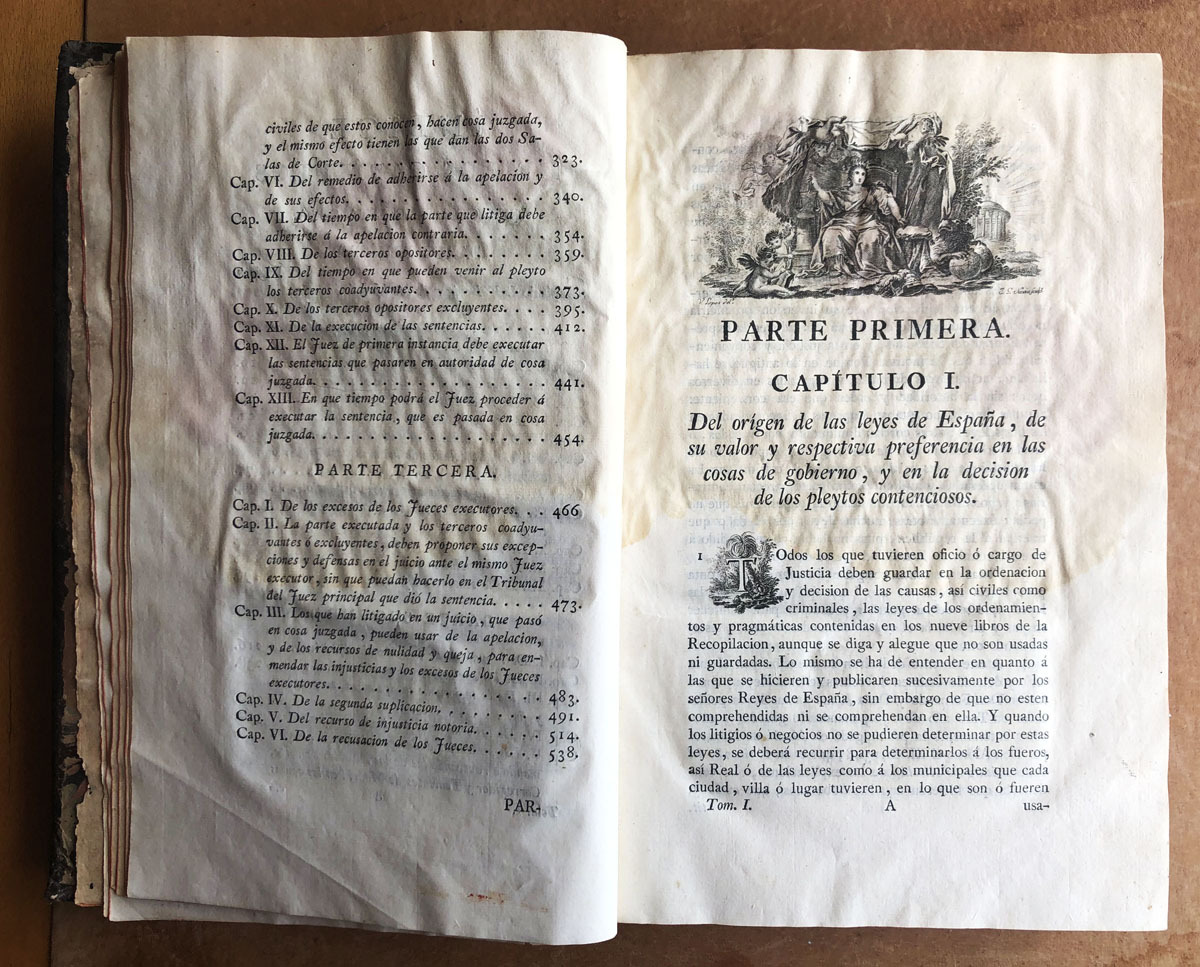 civiles de que estos conocen, hacen cosa juzgada,
y el mismo efecto tienen las que dan las dos Sa-
las de Corte. . . . . . . . . . . . . . . . . . 323.
Cap. VI. Del remedio de adherirse á la apelacion y
de sus efectos. . . . . . . . . . . . . . . . . 340.
Cap. VII. Del tiempo en que la parte que litiga debe
adherirse á la apelacion contraria. . . . . . . 354.
Cap. VIII. De los terceros opositores. . . . . . . . 359.
Cap. IX. Del tiempo en que pueden venir al pleyto
los terceros coadyuvantes. . . . . . . . . . . 373.
Cap. X. De los terceros opositores excluyentes. . . . 395.
Cap. XI. De la execucion de las sentencias. . . . . . 412.
Cap. XII. El Juez de primera instancia debe executar
las sentencias que pasaren en autoridad de cosa
juzgada. . . . . . . . . . . . . . . . . . . . 441.
Cap. XIII. En que tiempo podrá el Juez proceder á
executar la sentencia, que es pasada en cosa
juzgada. . . . . . . . . . . . . . . . . . . . 454.
PARTE TERCERA.
Cap. I. De los excesos de los Jueces executores. . . 466
Cap. II. La parte executada y los terceros coadyu-
vantes ó excluyentes, deben proponer sus excep-
ciones y defensas en el juicio ante el mismo Juez
executor, sin que puedan hacerlo en el Tribunal
del Juez principal que dió la sentencia. . . . . 473.
Cap. III. Los que han litigado en un juicio, que pasó
en cosa juzgada, pueden usar de la apelacion,
y de los recursos de nulidad y queja, para en-
mendar las injusticias y los excesos de los Jueces
executores. . . . . . . . . . . . . . . . . . . 483.
Cap. IV. De la segunda suplicacion. . . . . . . . . 491.
Cap. V. Del recurso de injusticia notoria. . . . . . 514.
Cap. VI. De la recusacion de los Jueces. . . . . . . 538.
PAR-
PARTE PRIMERA.
CAPÍTULO I.
Del orígen de las leyes de España, de
su valor y respectiva preferencia en las
cosas de gobierno, y en la decision
de los pleytos contenciosos.
1 TOdos los que tuvieren oficio ó cargo de
Justicia deben guardar en la ordenacion
y decision de las causas, así civiles como
criminales, las leyes de los ordenamien-
tos y pragmáticas contenidas en los nueve libros de la
Recopilacion, aunque se diga y alegue que no son usadas
ni guardadas. Lo mismo se ha de entender en quanto á
las que se hicieren y publicaren sucesivamente por los
señores Reyes de España, sin embargo de que no esten
comprehendidas ni se comprehendan en ella. Y quando
los litigios ó negocios no se pudieren determinar por estas
leyes, se deberá recurrir para determinarlos á los fueros,
así Real ó de las leyes como á los municipales que cada
ciudad, villa ó lugar tuvieren, en lo que son ó fueren
Tom. I. A usa-